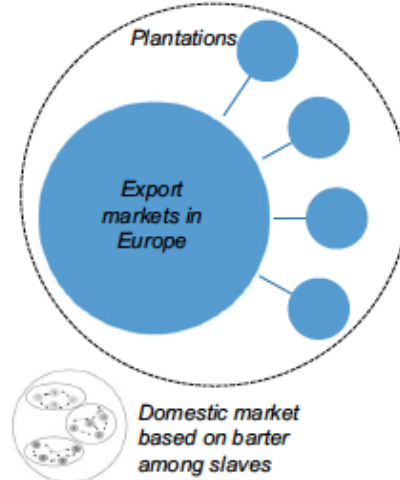 Plantations
Export
markets in
Europe
Domestic market
based on barter
among slaves